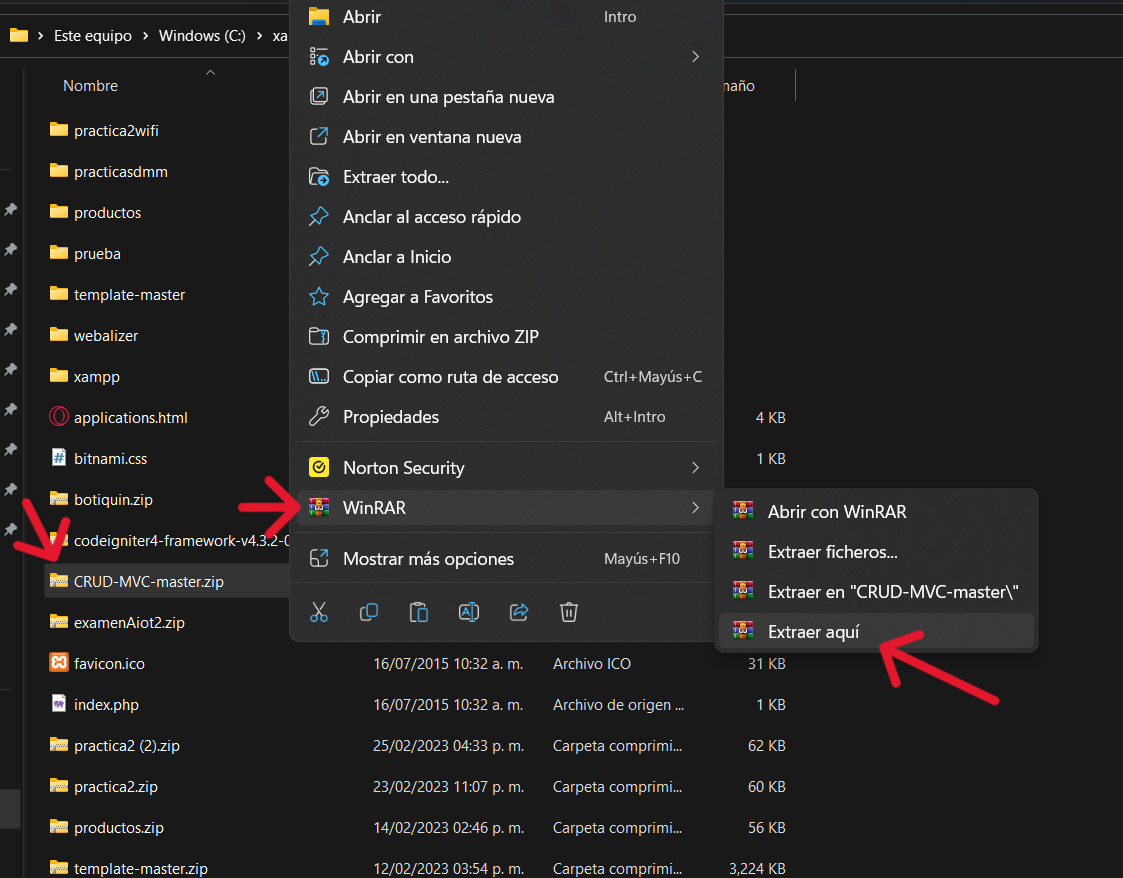 Este equipo > Windows (C:) > xa
Nombre
maño
practica2wifi
practicasdmm
productos
prueba
template-master
webalizer
xampp
applications.html 4 KB
bitnami.css 1 KB
botiquin.zip
codeigniter4-framework-v4.3.2-0
CRUD-MVC-master.zip
examenAiot2.zip
favicon.ico 16/07/2015 10:32 a. m. Archivo ICO 31 KB
index.php 16/07/2015 10:32 a. m. Archivo de origen ... 1 KB
practica2 (2).zip 25/02/2023 04:33 p. m. Carpeta comprimi... 62 KB
practica2.zip 23/02/2023 11:07 p. m. Carpeta comprimi... 60 KB
productos.zip 14/02/2023 02:46 p. m. Carpeta comprimi... 56 KB
template-master.zip 12/02/2023 03:54 p. m. Carpeta comprimi... 3,224 KB
Abrir Intro
Abrir con
Abrir en una pestaña nueva
Abrir en ventana nueva
Extraer todo...
Anclar al acceso rápido
Anclar a Inicio
Agregar a Favoritos
Comprimir en archivo ZIP
Copiar como ruta de acceso Ctrl+Mayús+C
Propiedades Alt+Intro
Norton Security
WinRAR
Mostrar más opciones Mayús+F10
Abrir con WinRAR
Extraer ficheros...
Extraer en "CRUD-MVC-master\"
Extraer aquí